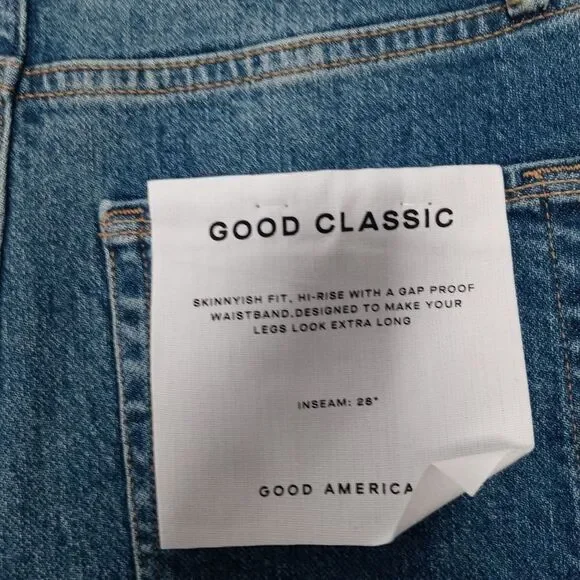 GOOD CLASSIC
SKINNYISH FIT, HI-RISE WITH A GAP PROOF
WAISTBAND.DESIGNED TO MAKE YOUR
LEGS LOOK EXTRA LONG
INSEAM: 28"
GOOD AMERICA